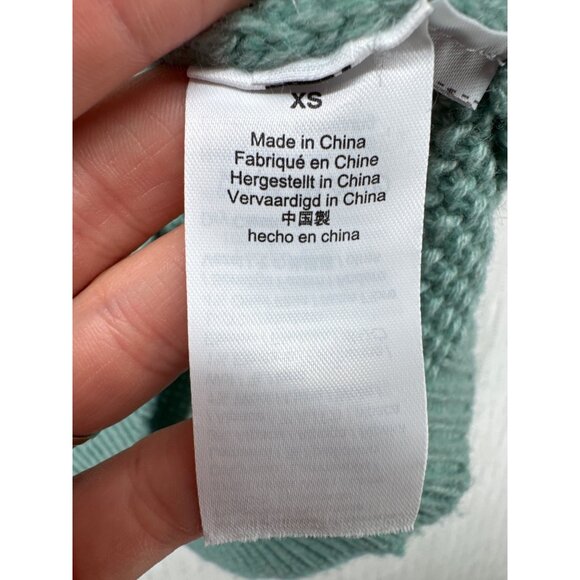 XS
Made in China
Fabriqué en Chine
Hergestellt in China
Vervaardigd in China
中国製
hecho en china